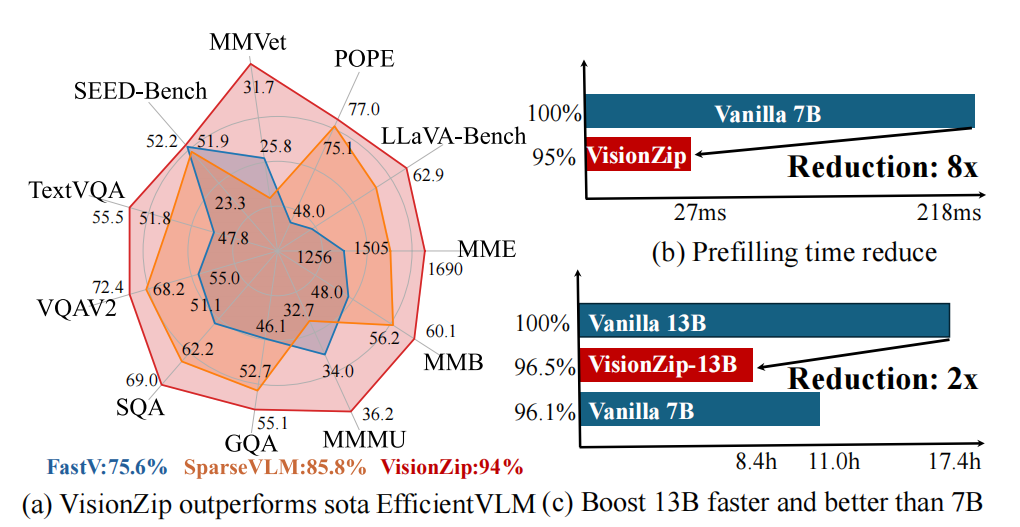 MMVet
POPE
SEED-Bench
31.7
77.0
LLaVA-Bench
52.2
51.9
25.8
75.1
62.9
TextVQA
55.5
51.8
23.3
48.0
47.8
1256
1505
MME
1690
72.4
68.2
55.0
48.0
VQAV2
51.1
32.7
46.1
56.2
60.1
MMB
62.2
52.7
34.0
69.0
SQA
55.1
36.2
GQA
MMMU
FastV:75.6% SparseVLM:85.8% VisionZip:94%
(a) VisionZip outperforms sota EfficientVLM
100%
Vanilla 7B
95%
VisionZip
Reduction: 8x
27ms
218ms
(b) Prefilling time reduce
100%
Vanilla 13B
96.5%
VisionZip-13B
Reduction: 2x
96.1%
Vanilla 7B
8.4h
11.0h
17.4h
(c) Boost 13B faster and better than 7B